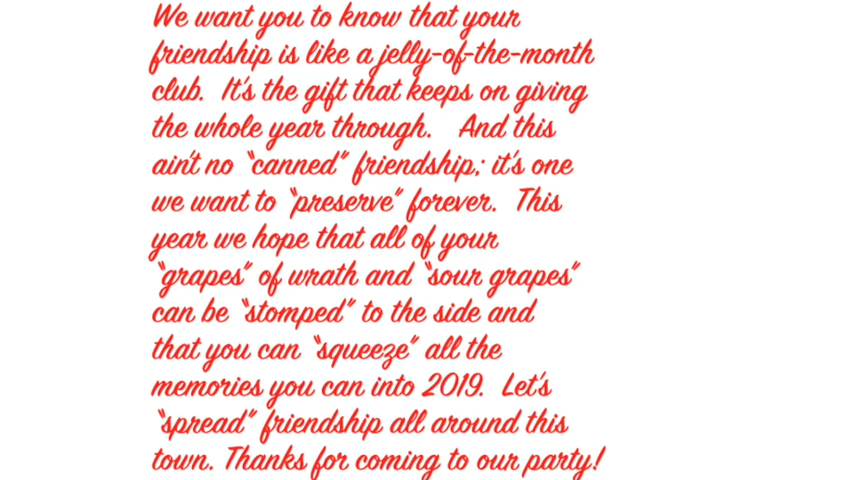 We want you to know that your
friendship is like a jelly-of-the-month
club. It's the gift that keeps on giving
the whole year through. And this
ain't no "canned" friendship; it's one
we want to "preserve" forever. This
year we hope that all of your
"grapes" of wrath and "sour grapes"
can be "stomped" to the side and
that you can "squeeze" all the
memories you can into 2019. Let's
"spread" friendship all around this
town. Thanks for coming to our party!